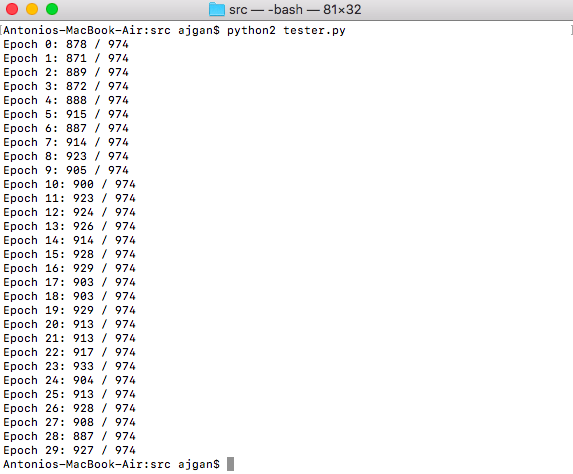 src — -bash — 81×32
[Antonios-MacBook-Air:src ajgan$ python2 tester.py ]
Epoch 0: 878 / 974
Epoch 1: 871 / 974
Epoch 2: 889 / 974
Epoch 3: 872 / 974
Epoch 4: 888 / 974
Epoch 5: 915 / 974
Epoch 6: 887 / 974
Epoch 7: 914 / 974
Epoch 8: 923 / 974
Epoch 9: 905 / 974
Epoch 10: 900 / 974
Epoch 11: 923 / 974
Epoch 12: 924 / 974
Epoch 13: 926 / 974
Epoch 14: 914 / 974
Epoch 15: 928 / 974
Epoch 16: 929 / 974
Epoch 17: 903 / 974
Epoch 18: 903 / 974
Epoch 19: 929 / 974
Epoch 20: 913 / 974
Epoch 21: 913 / 974
Epoch 22: 917 / 974
Epoch 23: 933 / 974
Epoch 24: 904 / 974
Epoch 25: 913 / 974
Epoch 26: 928 / 974
Epoch 27: 908 / 974
Epoch 28: 887 / 974
Epoch 29: 927 / 974
Antonios-MacBook-Air:src ajgan$